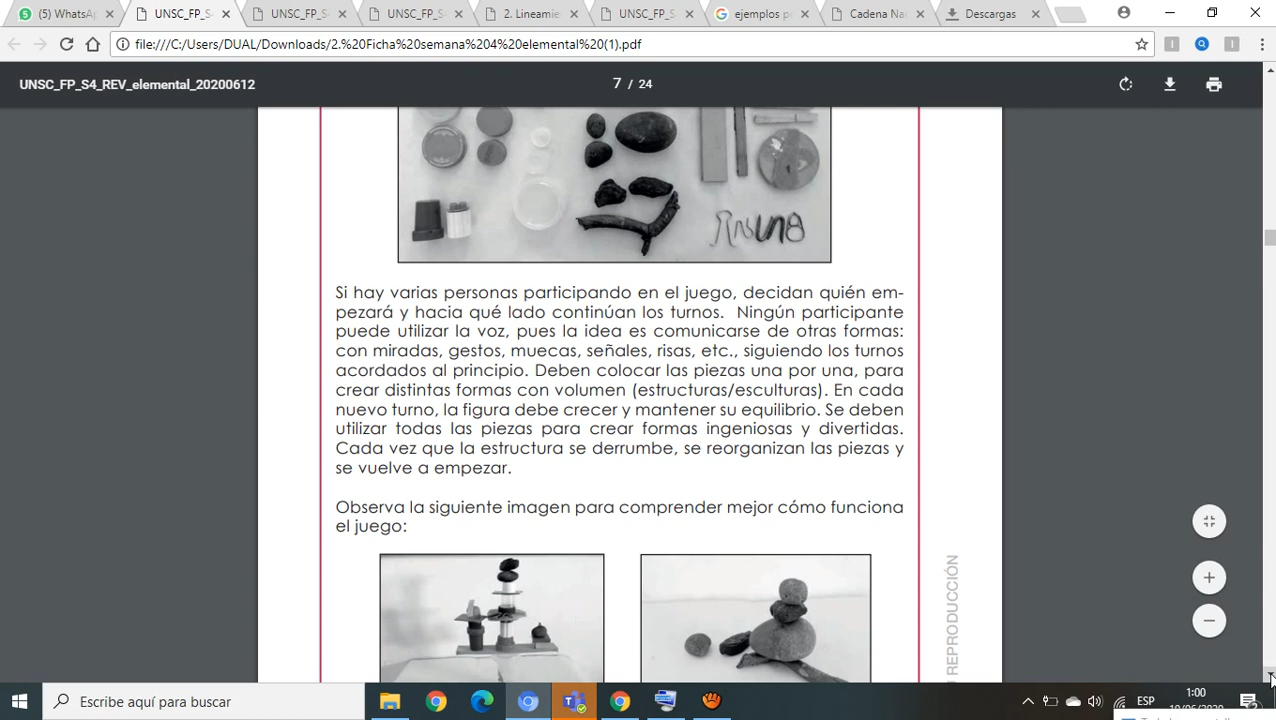 (5) WhatsA
UNSC_FP_S4
UNSC_FP_S4
UNSC_FP_S
2. Lineamie
UNSC_FP_S
ejemplos p
Cadena Na
Descargas
file:///C:/Users/DUAL/Downloads/2.%20Ficha%20semana%204%20elemental%20(1).pdf
UNSC_FP_S4_REV_elemental_20200612
7 / 24
Si hay varias personas participando en el juego, decidan quién em-
pezará y hacia qué lado continúan los turnos. Ningún participante
puede utilizar la voz, pues la idea es comunicarse de otras formas:
con miradas, gestos, muecas, señales, risas, etc., siguiendo los turnos
acordados al principio. Deben colocar las piezas una por una, para
crear distintas formas con volumen (estructuras/esculturas). En cada
nuevo turno, la figura debe crecer y mantener su equilibrio. Se deben
utilizar todas las piezas para crear formas ingeniosas y divertidas.
Cada vez que la estructura se derrumbe, se reorganizan las piezas y
se vuelve a empezar.
Observa la siguiente imagen para comprender mejor cómo funciona
el juego:
REPRODUCCIÓN
Escribe aquí para buscar
ESP
1:00